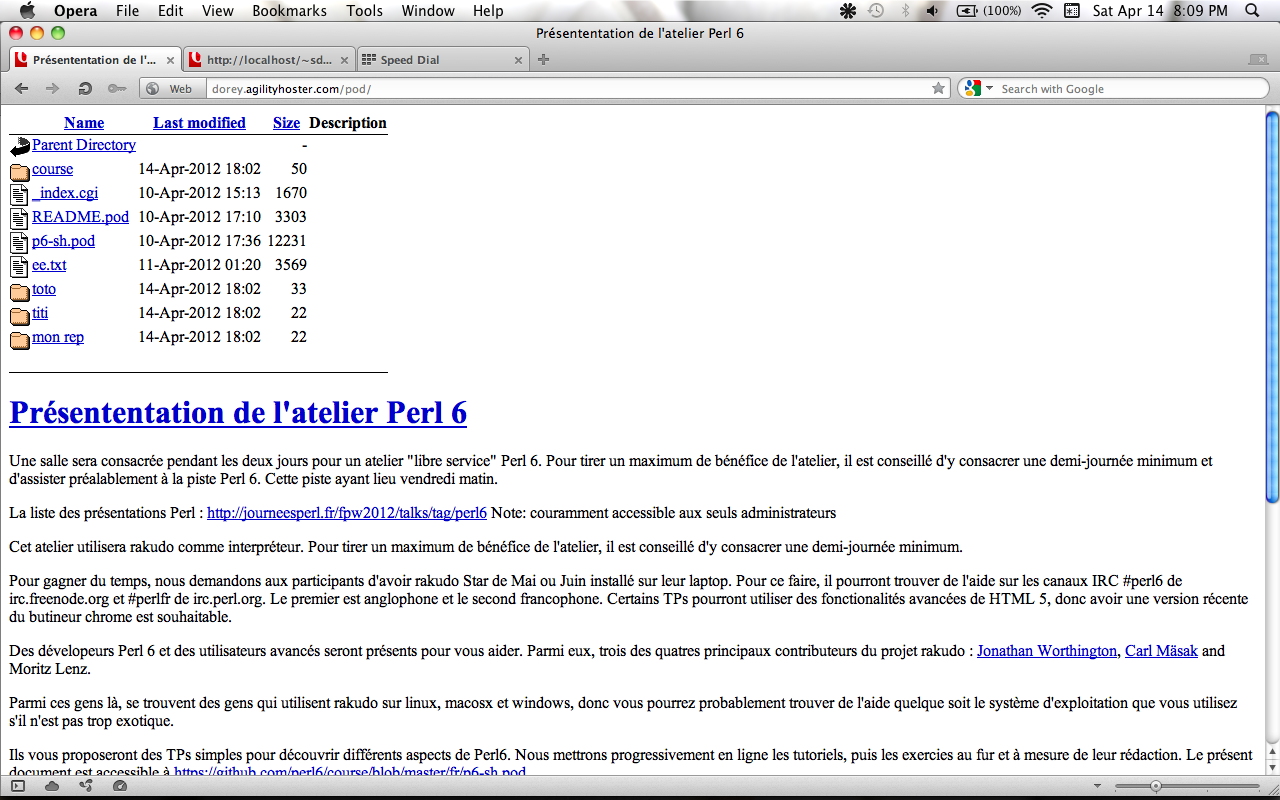 Opera File Edit View Bookmarks Tools Window Help (100%) Sat Apr 14 8:09 PM
Présententation de l'atelier Perl 6
Présententation de l'... http://localhost/~sd... Speed Dial
Web dorey.agilityhoster.com/pod/ Search with Google
Name Last modified Size Description
Parent Directory -
course 14-Apr-2012 18:02 50
_index.cgi 10-Apr-2012 15:13 1670
README.pod 10-Apr-2012 17:10 3303
p6-sh.pod 10-Apr-2012 17:36 12231
ee.txt 11-Apr-2012 01:20 3569
toto 14-Apr-2012 18:02 33
titi 14-Apr-2012 18:02 22
mon rep 14-Apr-2012 18:02 22
Présententation de l'atelier Perl 6
Une salle sera consacrée pendant les deux jours pour un atelier "libre service" Perl 6. Pour tirer un maximum de bénéfice de l'atelier, il est conseillé d'y consacrer une demi-journée minimum et
d'assister préalablement à la piste Perl 6. Cette piste ayant lieu vendredi matin.
La liste des présentations Perl : http://journeesperl.fr/fpw2012/talks/tag/perl6 Note: couramment accessible aux seuls administrateurs
Cet atelier utilisera rakudo comme interpréteur. Pour tirer un maximum de bénéfice de l'atelier, il est conseillé d'y consacrer une demi-journée minimum.
Pour gagner du temps, nous demandons aux participants d'avoir rakudo Star de Mai ou Juin installé sur leur laptop. Pour ce faire, il pourront trouver de l'aide sur les canaux IRC #perl6 de
irc.freenode.org et #perlfr de irc.perl.org. Le premier est anglophone et le second francophone. Certains TPs pourront utiliser des fonctionalités avancées de HTML 5, donc avoir une version récente
du butineur chrome est souhaitable.
Des dévelopeurs Perl 6 et des utilisateurs avancés seront présents pour vous aider. Parmi eux, trois des quatres principaux contributeurs du projet rakudo : Jonathan Worthington, Carl Mäsak and
Moritz Lenz.
Parmi ces gens là, se trouvent des gens qui utilisent rakudo sur linux, macosx et windows, donc vous pourrez probablement trouver de l'aide quelque soit le système d'exploitation que vous utilisez
s'il n'est pas trop exotique.
Ils vous proposeront des TPs simples pour découvrir différents aspects de Perl6. Nous mettrons progressivement en ligne les tutoriels, puis les exercies au fur et à mesure de leur rédaction. Le présent
document est accessible à https://github.com/perl6/course/blob/master/fr/p6-sh.pod